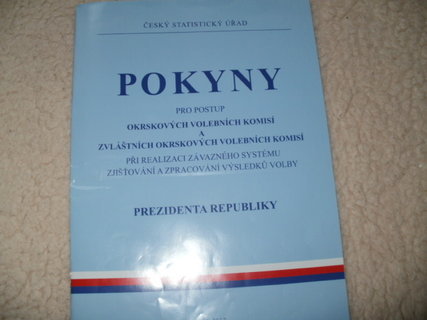 ČESKÝ STATISTICKÝ ÚŘAD
POKYNY
PRO POSTUP
OKRSKOVÝCH VOLEBNÍCH KOMISÍ
A
ZVLÁŠTNÍCH OKRSKOVÝCH VOLEBNÍCH KOMISÍ
PŘI REALIZACI ZÁVAZNÉHO SYSTÉMU
ZJIŠŤOVÁNÍ A ZPRACOVÁNÍ VÝSLEDKŮ VOLBY
PREZIDENTA REPUBLIKY